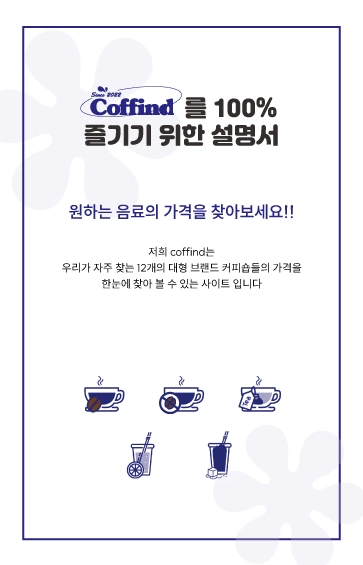 Since 2022
Coffind 를 100%
즐기기 위한 설명서
원하는 음료의 가격을 찾아보세요!!
저희 coffind는
우리가 자주 찾는 12개의 대형 브랜드 커피숍들의 가격을
한눈에 찾아 볼 수 있는 사이트 입니다
Tea